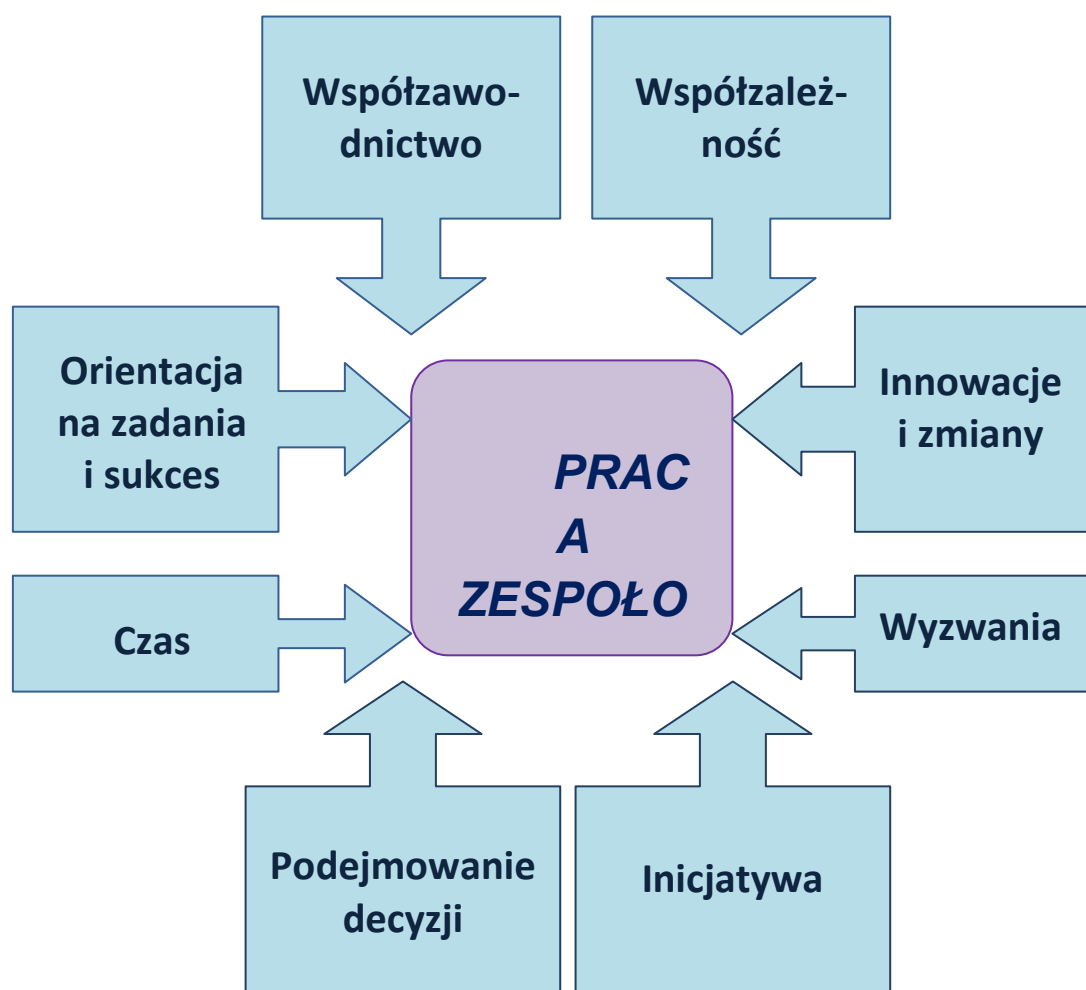 Współzawo-
dnictwo
Współzależ-
ność
Orientacja
na zadania
i sukces
Innowacje
i zmiany
PRAC
A
ZESPOŁO
Czas
Wyzwania
Podejmowanie
decyzji
Inicjatywa